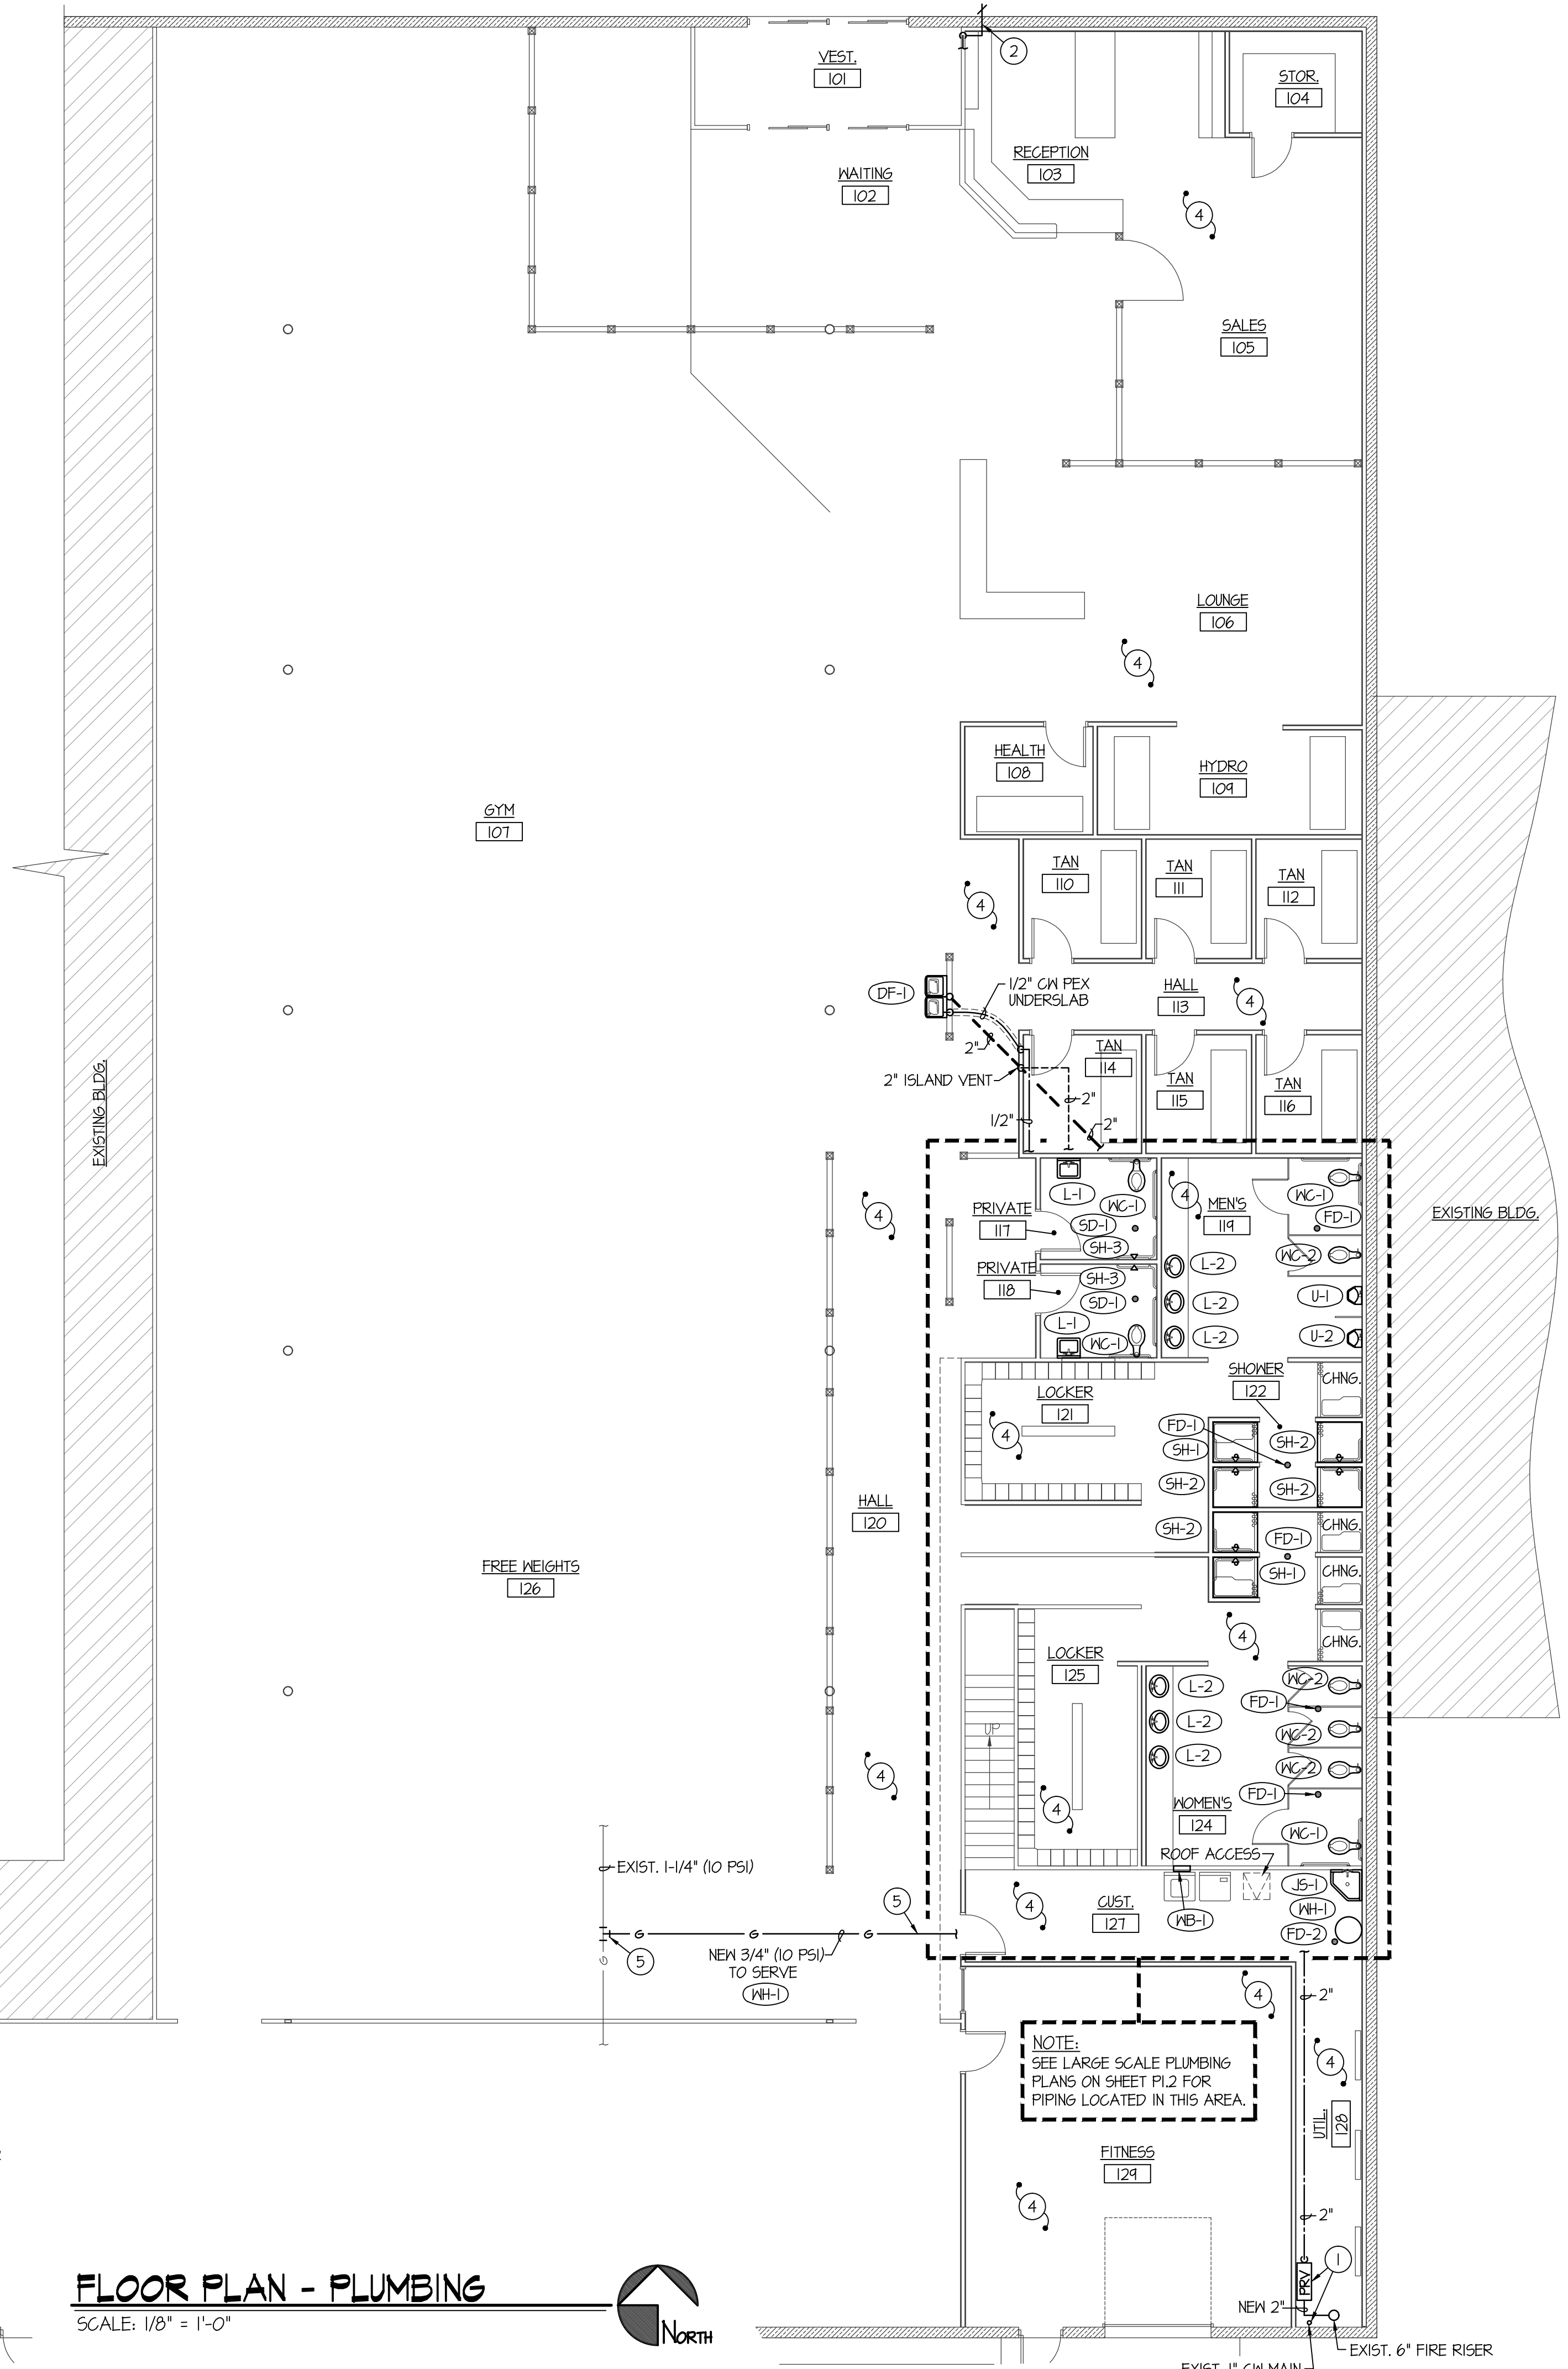 2
VEST.
101
STOR.
104
RECEPTION
103
WAITING
102
4
SALES
105
LOUNGE
106
4
HEALTH
108
HYDRO
109
GYM
107
TAN
110
TAN
111
TAN
112
4
DF-1
1/2" CW PEX
UNDERSLAB
HALL
113
4
2"
TAN
114
2" ISLAND VENT
TAN
115
TAN
116
2"
1/2"
2"
EXISTING BLDG.
L-1
WC-1
4
MEN'S
119
WC-1
FD-1
EXISTING BLDG.
PRIVATE
117
SD-1
SH-3
4
WC-2
L-2
PRIVATE
118
SH-3
SD-1
L-2
U-1
L-1
WC-1
L-2
U-2
SHOWER
122
CHNG.
LOCKER
121
4
FD-1
SH-1
SH-2
SH-2
SH-2
HALL
120
SH-2
FD-1
CHNG.
SH-1
CHNG.
FREE WEIGHTS
126
4
CHNG.
LOCKER
125
WC-2
L-2
FD-1
UP
L-2
WC-2
L-2
WC-2
4
FD-1
4
WOMEN'S
124
WC-1
ROOF ACCESS
EXIST. 1-1/4" (10 PSI)
JS-1
5
4
CUST.
127
WB-1
WH-1
FD-2
G G G
G
5
NEW 3/4" (10 PSI)
TO SERVE
WH-1
4
2"
NOTE:
SEE LARGE SCALE PLUMBING
PLANS ON SHEET P1.2 FOR
PIPING LOCATED IN THIS AREA.
4
UTIL.
128
FITNESS
129
4
2"
1
PRV
NEW 2"
EXIST. 6" FIRE RISER
EXIST. 1" CW MAIN
FLOOR PLAN - PLUMBING
SCALE: 1/8" = 1'-0"
NORTH